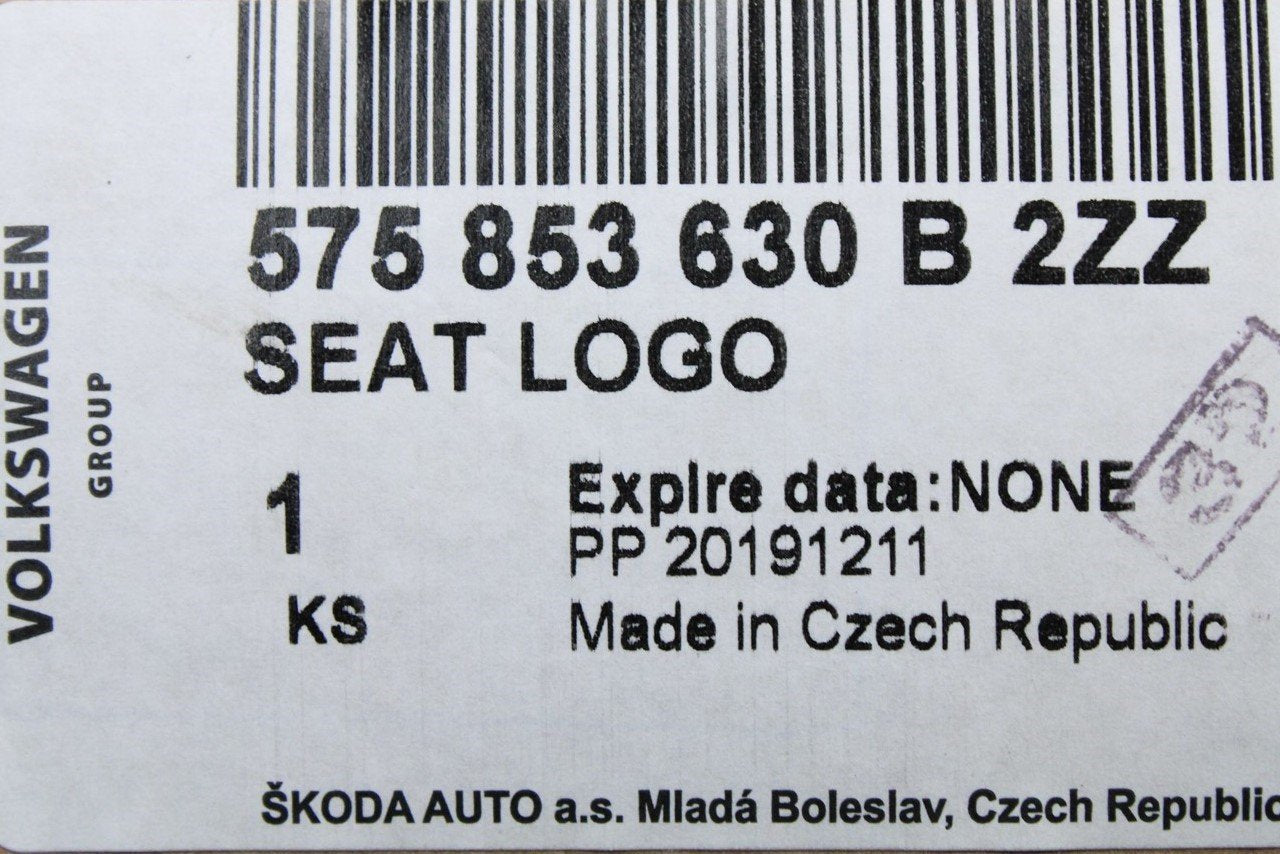 575 853 630 B 2ZZ
SEAT LOGO
1
KS
Expire data:NONE
PP 20191211
Made in Czech Republic
ŠKODA AUTO a.s. Mladá Boleslav, Czech Republic
VOLKSWAGEN
GROUP